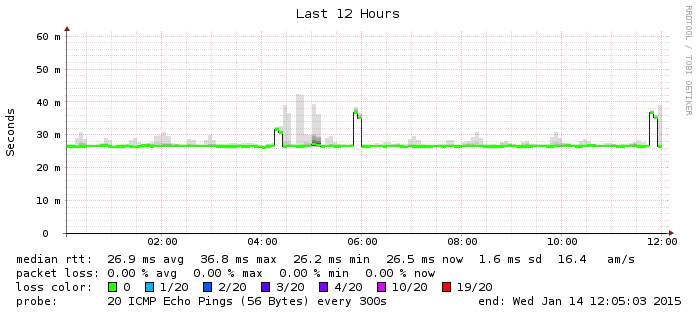 Last 12 Hours
RRDTOOL / TOBI OETIKER
Seconds
60 m
50 m
40 m
30 m
20 m
10 m
0
02:00 04:00 06:00 08:00 10:00 12:00
median rtt: 26.9 ms avg 36.8 ms max 26.2 ms min 26.5 ms now 1.6 ms sd 16.4 am/s
packet loss: 0.00 % avg 0.00 % max 0.00 % min 0.00 % now
loss color: 0 1/20 2/20 3/20 4/20 10/20 19/20
probe: 20 ICMP Echo Pings (56 Bytes) every 300s end: Wed Jan 14 12:05:03 2015